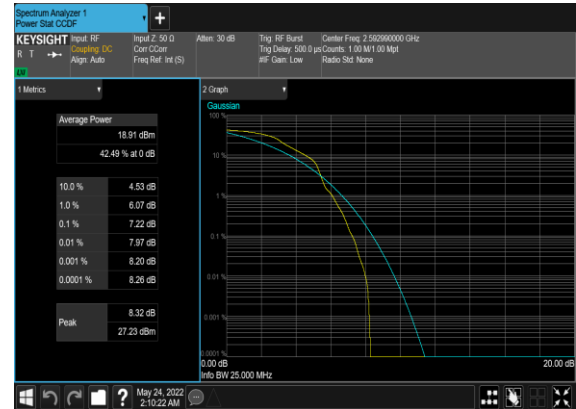 Spectrum Analyzer 1
Power Stat CCDF
+
KEYSIGHT
R T
LXI
Input: RF
Coupling: DC
Align: Auto
Input Z: 50 Ω
Corr CCorr
Freq Ref: Int (S)
Atten: 30 dB
Trig: RF Burst
Trig Delay: 500.0 µs
#IF Gain: Low
Center Freq: 2.592990000 GHz
Counts: 1.00 M/1.00 Mpt
Radio Std: None
1 Metrics
Average Power
18.91 dBm
42.49 % at 0 dB
10.0 % 4.53 dB
1.0 % 6.07 dB
0.1 % 7.22 dB
0.01 % 7.97 dB
0.001 % 8.20 dB
0.0001 % 8.26 dB
Peak
8.32 dB
27.23 dBm
2 Graph
Gaussian
100 %
10 %
1 %
0.1 %
0.01 %
0.001 %
0.0001 %
0.00 dB
20.00 dB
Info BW 25.000 MHz
?
May 24, 2022
2:10:22 AM